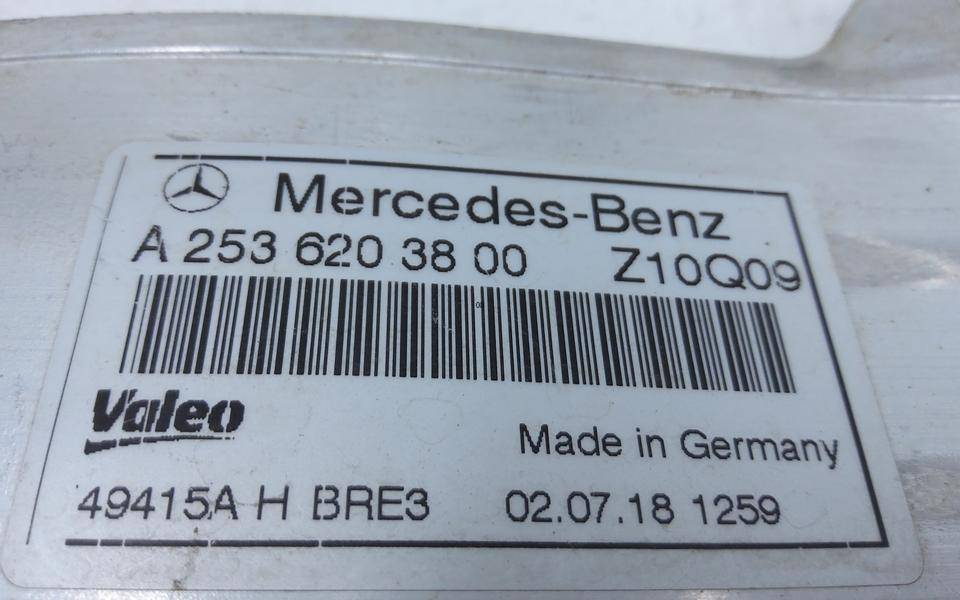 Mercedes-Benz
A 253 620 38 00 Z10Q09
Valeo
Made in Germany
49415A H BRE3 02.07.18 1259